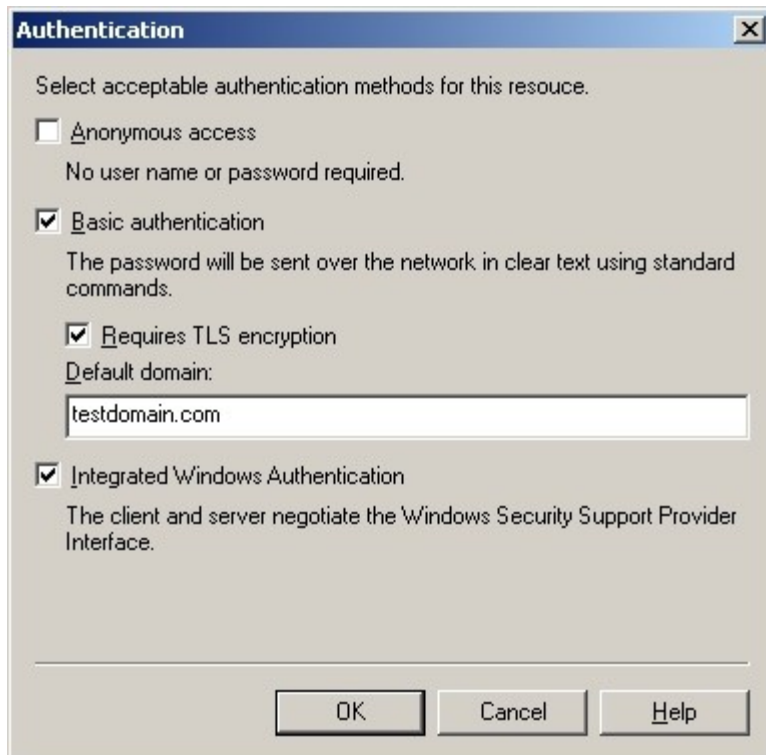 Authentication
Select acceptable authentication methods for this resouce.
Anonymous access
No user name or password required.
Basic authentication
The password will be sent over the network in clear text using standard
commands.
Requires TLS encryption
Default domain:
testdomain.com
Integrated Windows Authentication
The client and server negotiate the Windows Security Support Provider
Interface.
OK
Cancel
Help